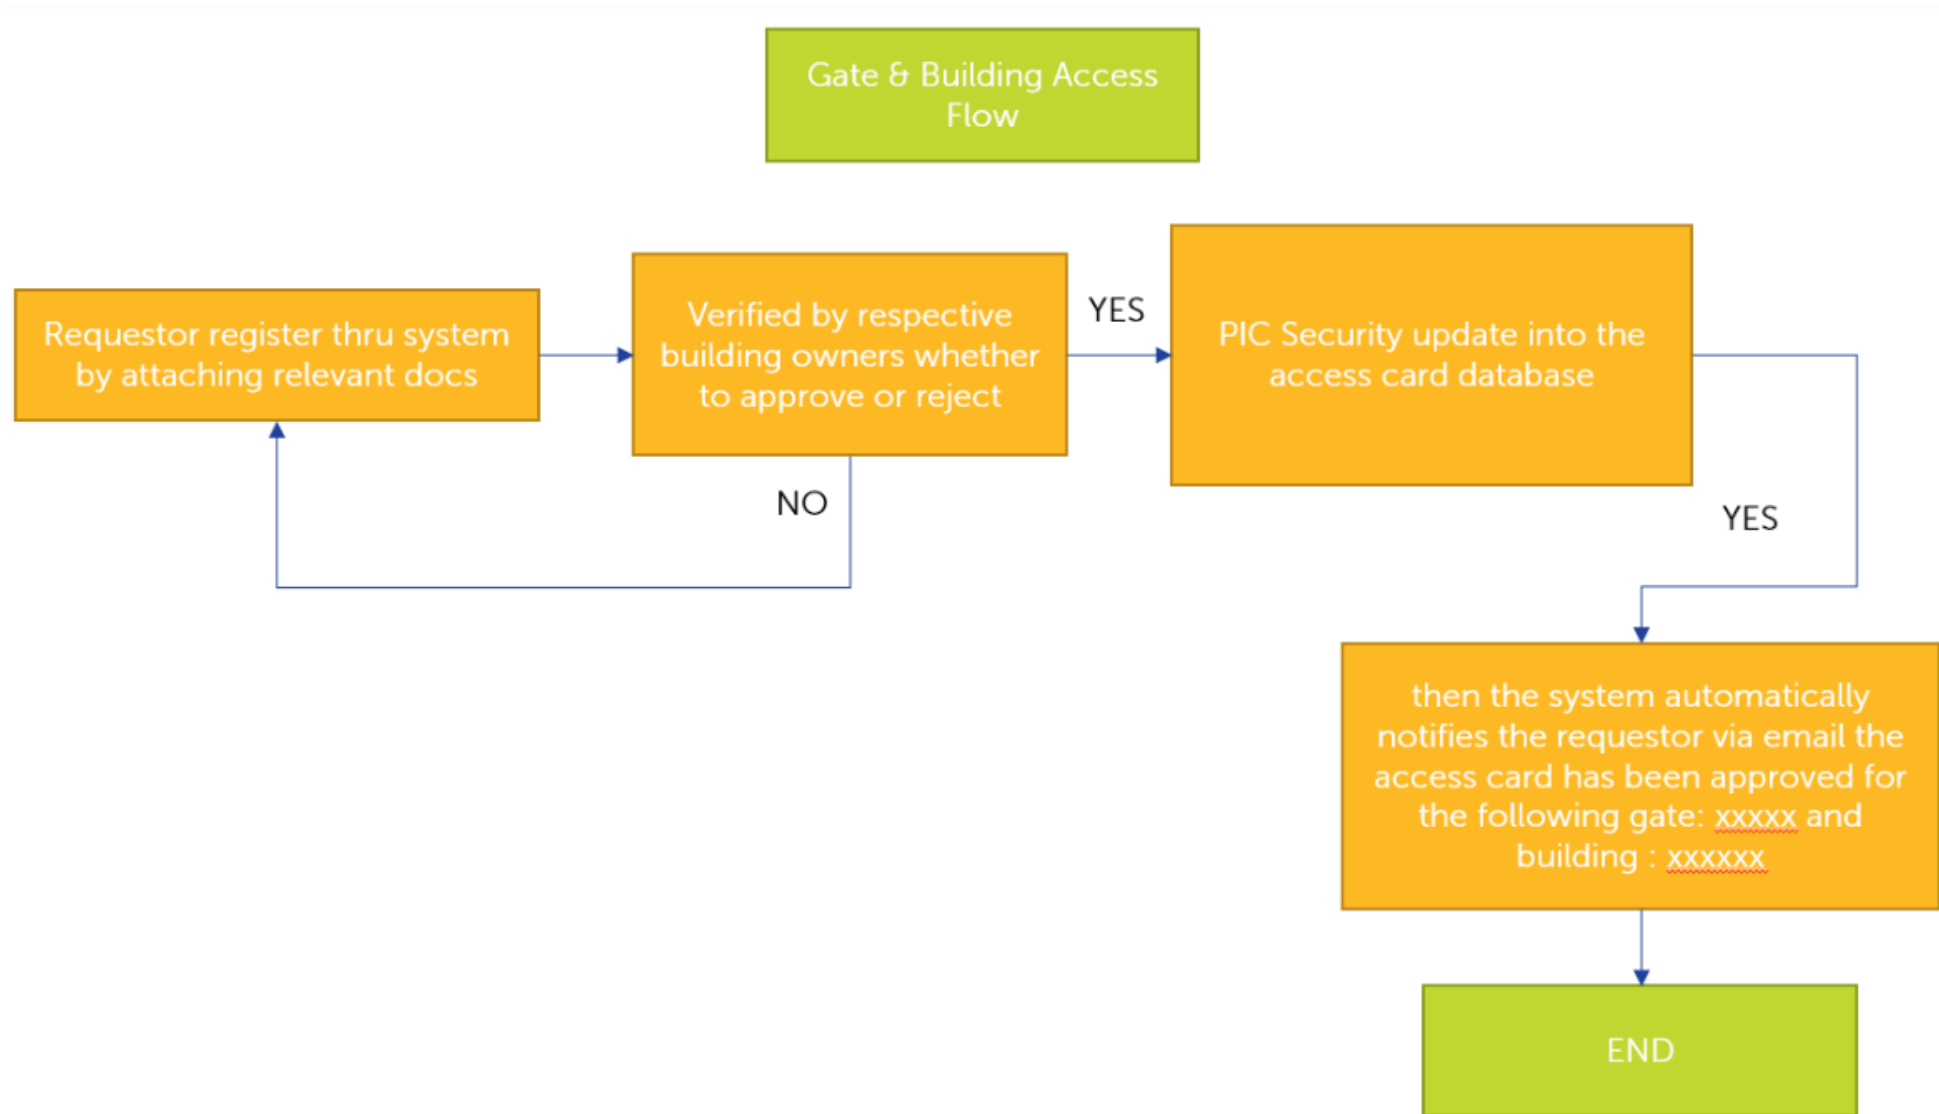 Gate & Building Access
Flow
Requestor register thru system
by attaching relevant docs
Verified by respective
building owners whether
to approve or reject
YES
PIC Security update into the
access card database
NO
YES
then the system automatically
notifies the requestor via email the
access card has been approved for
the following gate: xxxxx and
building : xxxxxx
END